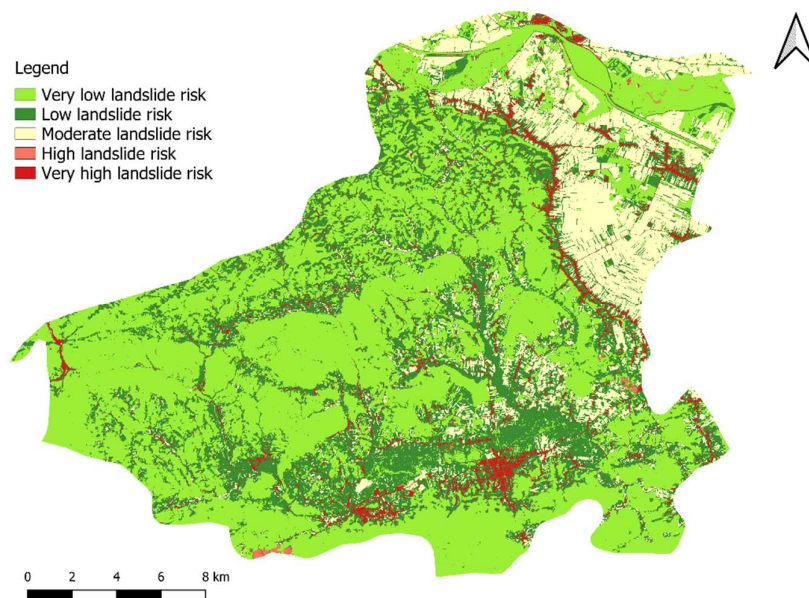 Legend
Very low landslide risk
Low landslide risk
Moderate landslide risk
High landslide risk
Very high landslide risk
0 2 4 6 8 km